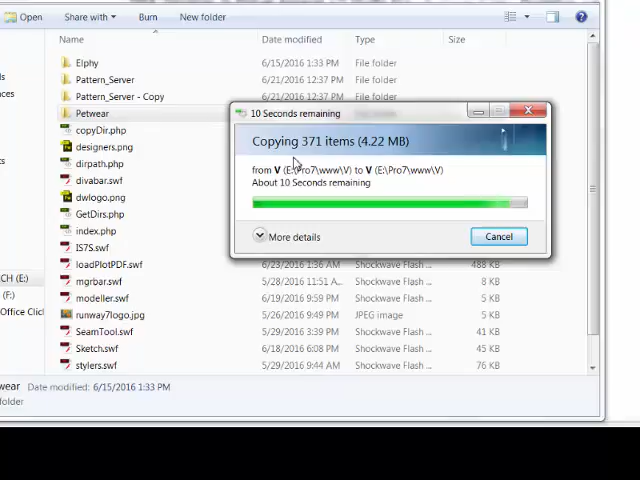 Open Share with Burn New folder
Name Date modified Type Size
Elphy 6/15/2016 1:33 PM File folder
Pattern_Server 6/21/2016 12:37 PM File folder
Pattern_Server - Copy 6/21/2016 12:37 PM File folder
Petwear
copyDir.php
designers.png
dirpath.php
divabar.swf
dwlogo.png
GetDirs.php
index.php
IS7S.swf
loadPlotPDF.swf 6/23/2016 1:36 AM Shockwave Flash ... 488 KB
mgrbar.swf 5/28/2016 11:51 A... Shockwave Flash ... 8 KB
modeller.swf 6/19/2016 9:59 PM Shockwave Flash ... 8 KB
runway7logo.jpg 5/26/2016 9:49 PM JPEG image 4 KB
SeamTool.swf 5/29/2016 3:39 PM Shockwave Flash ... 41 KB
Sketch.swf 6/18/2016 6:08 PM Shockwave Flash ... 45 KB
stylers.swf 5/29/2016 9:44 AM Shockwave Flash ... 76 KB
10 Seconds remaining
Copying 371 items (4.22 MB)
from V (E:\Pro7\www\V) to V (E:\Pro7\www\V)
About 10 Seconds remaining
More details Cancel
CH (E:)
(F:)
Office Click
wear Date modified: 6/15/2016 1:33 PM
folder